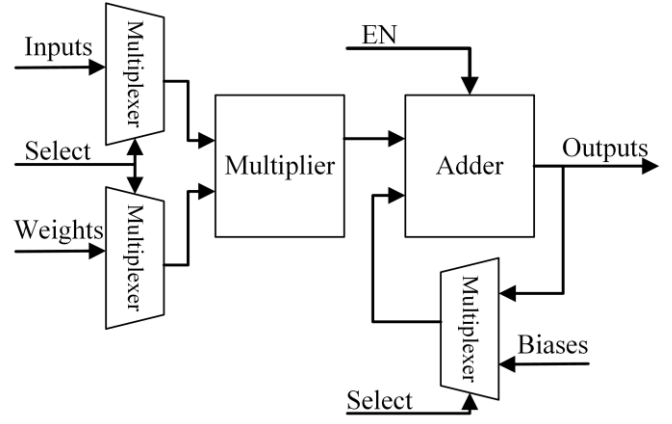 Inputs
Multiplexer
EN
Select
Multiplier
Adder
Outputs
Weights
Multiplexer
Multiplexer
Biases
Select